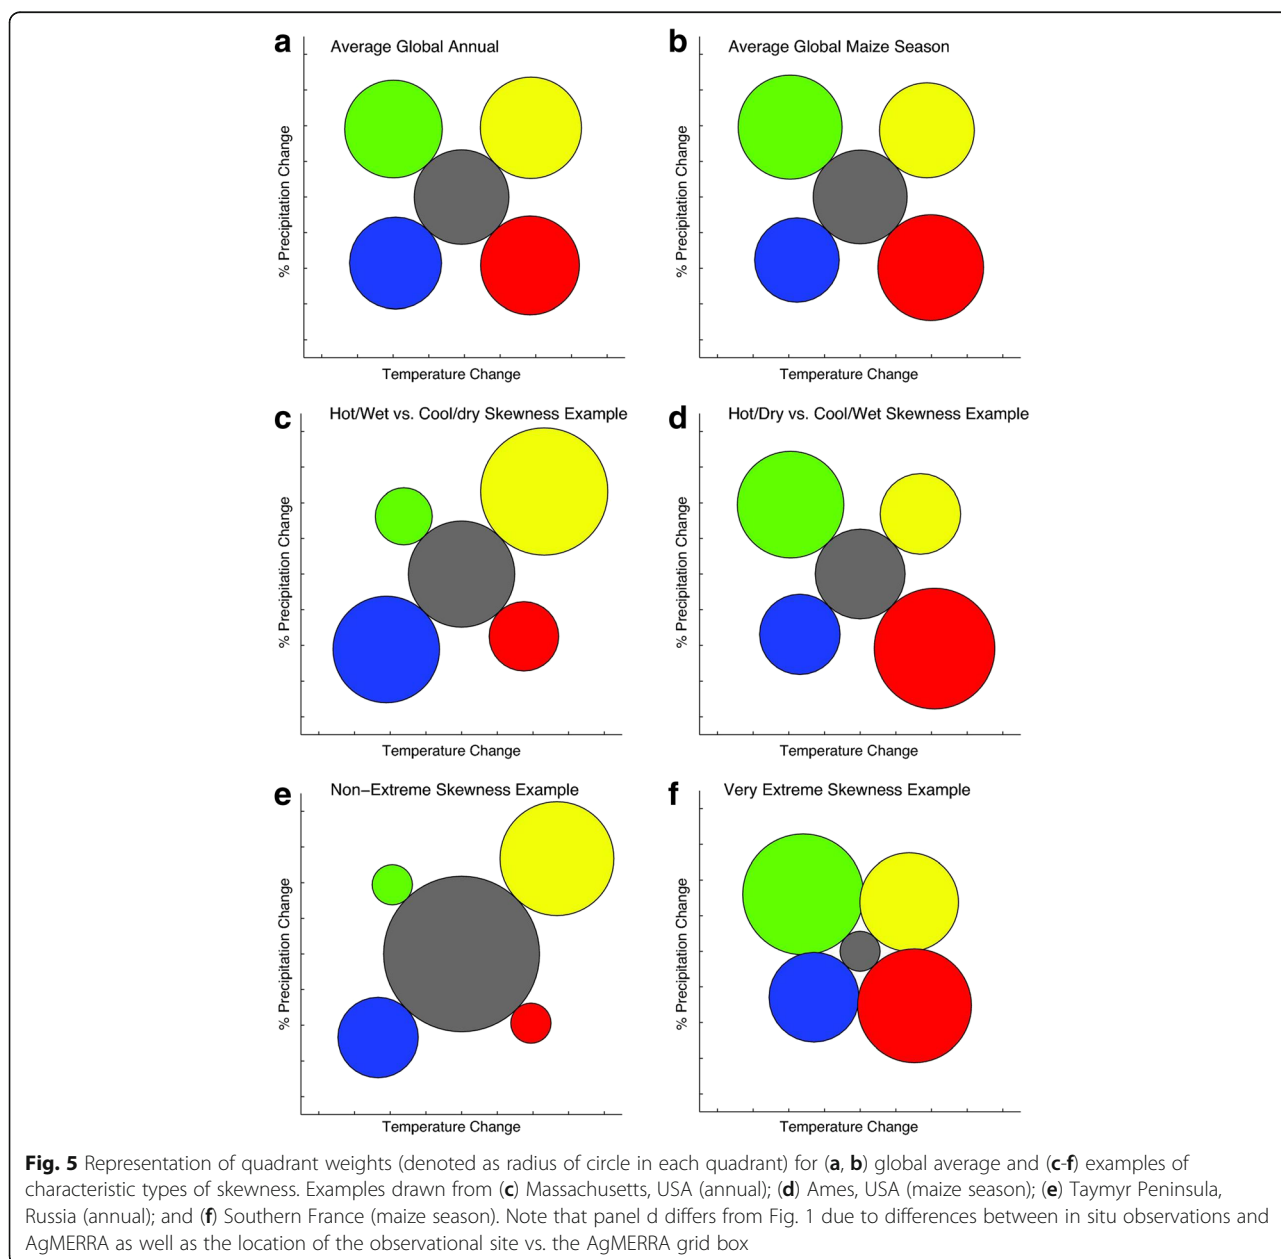 a Average Global Annual
% Precipitation Change
Temperature Change
b Average Global Maize Season
% Precipitation Change
Temperature Change
c Hot/Wet vs. Cool/dry Skewness Example
% Precipitation Change
Temperature Change
d Hot/Dry vs. Cool/Wet Skewness Example
% Precipitation Change
Temperature Change
e Non-Extreme Skewness Example
% Precipitation Change
Temperature Change
f Very Extreme Skewness Example
% Precipitation Change
Temperature Change
Fig. 5 Representation of quadrant weights (denoted as radius of circle in each quadrant) for (a, b) global average and (c-f) examples of
characteristic types of skewness. Examples drawn from (c) Massachusetts, USA (annual); (d) Ames, USA (maize season); (e) Taymyr Peninsula,
Russia (annual); and (f) Southern France (maize season). Note that panel d differs from Fig. 1 due to differences between in situ observations and
AgMERRA as well as the location of the observational site vs. the AgMERRA grid box